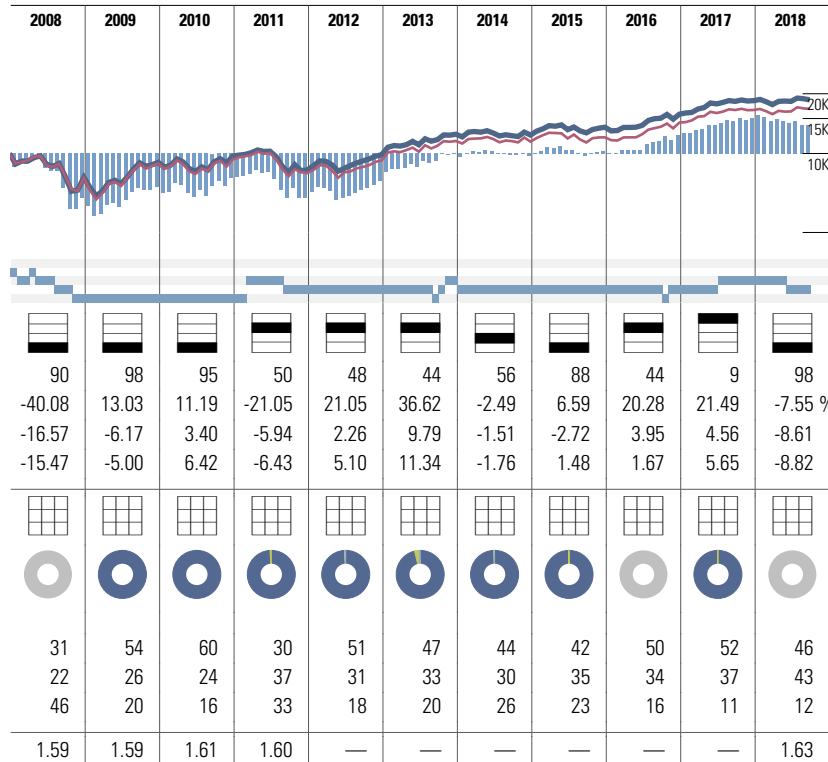 2008 2009 2010 2011 2012 2013 2014 2015 2016 2017 2018
20K
15K
10K
90 98 95 50 48 44 56 88 44 9 98
-40.08 13.03 11.19 -21.05 21.05 36.62 -2.49 6.59 20.28 21.49 -7.55 %
-16.57 -6.17 3.40 -5.94 2.26 9.79 -1.51 -2.72 3.95 4.56 -8.61
-15.47 -5.00 6.42 -6.43 5.10 11.34 -1.76 1.48 1.67 5.65 -8.82
31 54 60 30 51 47 44 42 50 52 46
22 26 24 37 31 33 30 35 34 37 43
46 20 16 33 18 20 26 23 16 11 12
1.59 1.59 1.61 1.60 — — — — — — 1.63